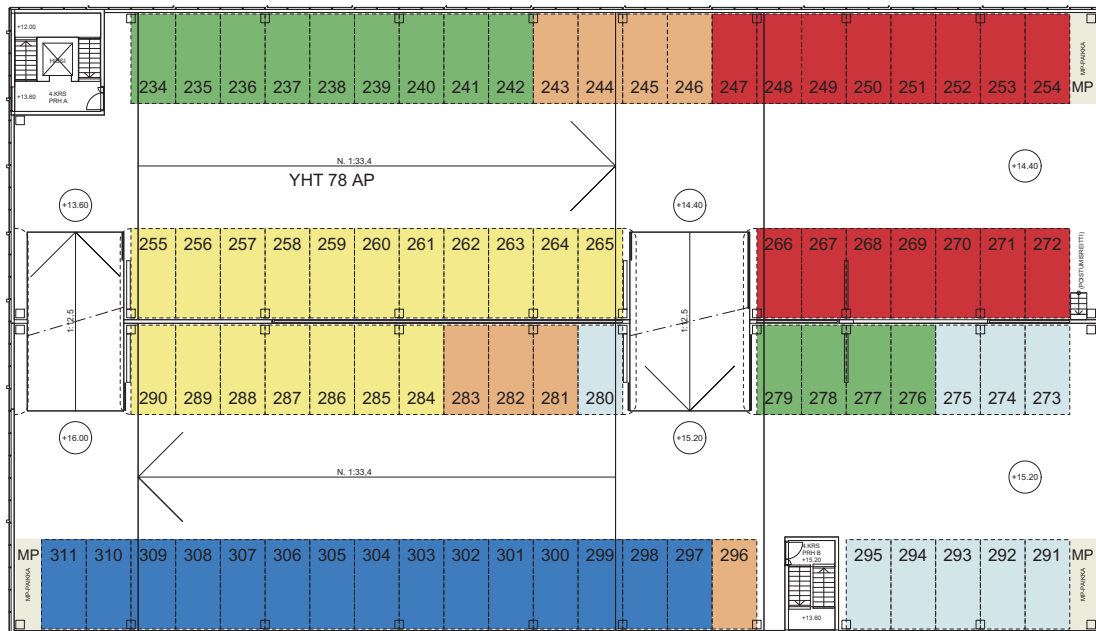 +12.00
HISSI
+13.60
4.KRS
PRH A
234 235 236 237 238 239 240 241 242 243 244 245 246 247 248 249 250 251 252 253 254
MP-PAIKKA
MP
N. 1:33,4
YHT 78 AP
+14.40
+13.60
+14.40
255 256 257 258 259 260 261 262 263 264 265
266 267 268 269 270 271 272
(POISTUMISREITTI)
1:12,5
1:12,5
290 289 288 287 286 285 284 283 282 281 280
279 278 277 276 275 274 273
+16.00
+15.20
N. 1:33,4
+15.20
MP
MP-PAIKKA
311 310 309 308 307 306 305 304 303 302 301 300 299 298 297 296
4.KRS
PRH B
+15.20
+13.60
295 294 293 292 291
MP
MP-PAIKKA